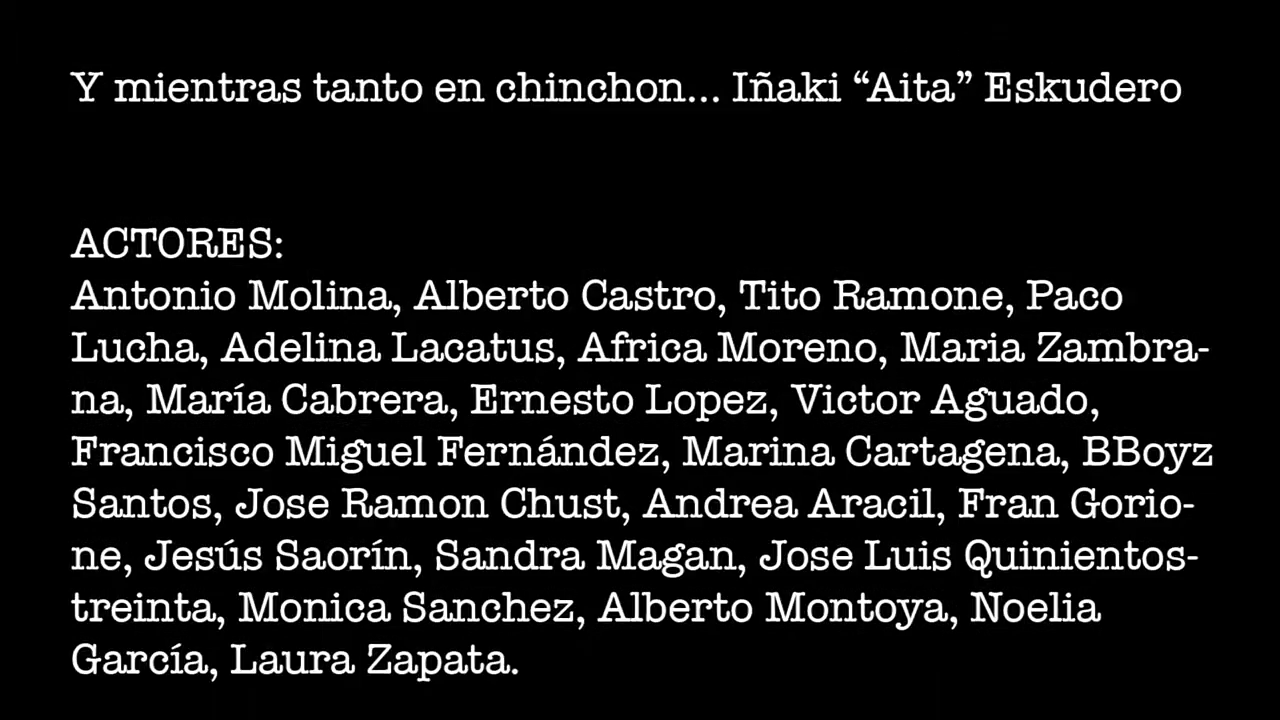 Y mientras tanto en chinchon... Iñaki “Aita” Eskudero
ACTORES:
Antonio Molina, Alberto Castro, Tito Ramone, Paco
Lucha, Adelina Lacatus, Africa Moreno, Maria Zambra-
na, María Cabrera, Ernesto Lopez, Victor Aguado,
Francisco Miguel Fernández, Marina Cartagena, BBoyz
Santos, Jose Ramon Chust, Andrea Aracil, Fran Gorio-
ne, Jesús Saorín, Sandra Magan, Jose Luis Quinientos-
treinta, Monica Sanchez, Alberto Montoya, Noelia
García, Laura Zapata.